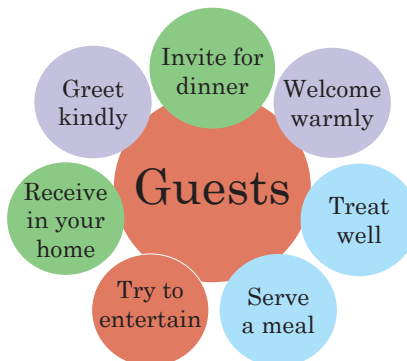 Invite for
dinner
Greet
kindly
Welcome
warmly
Guests
Receive
in your
home
Treat
well
Try to
entertain
Serve
a meal